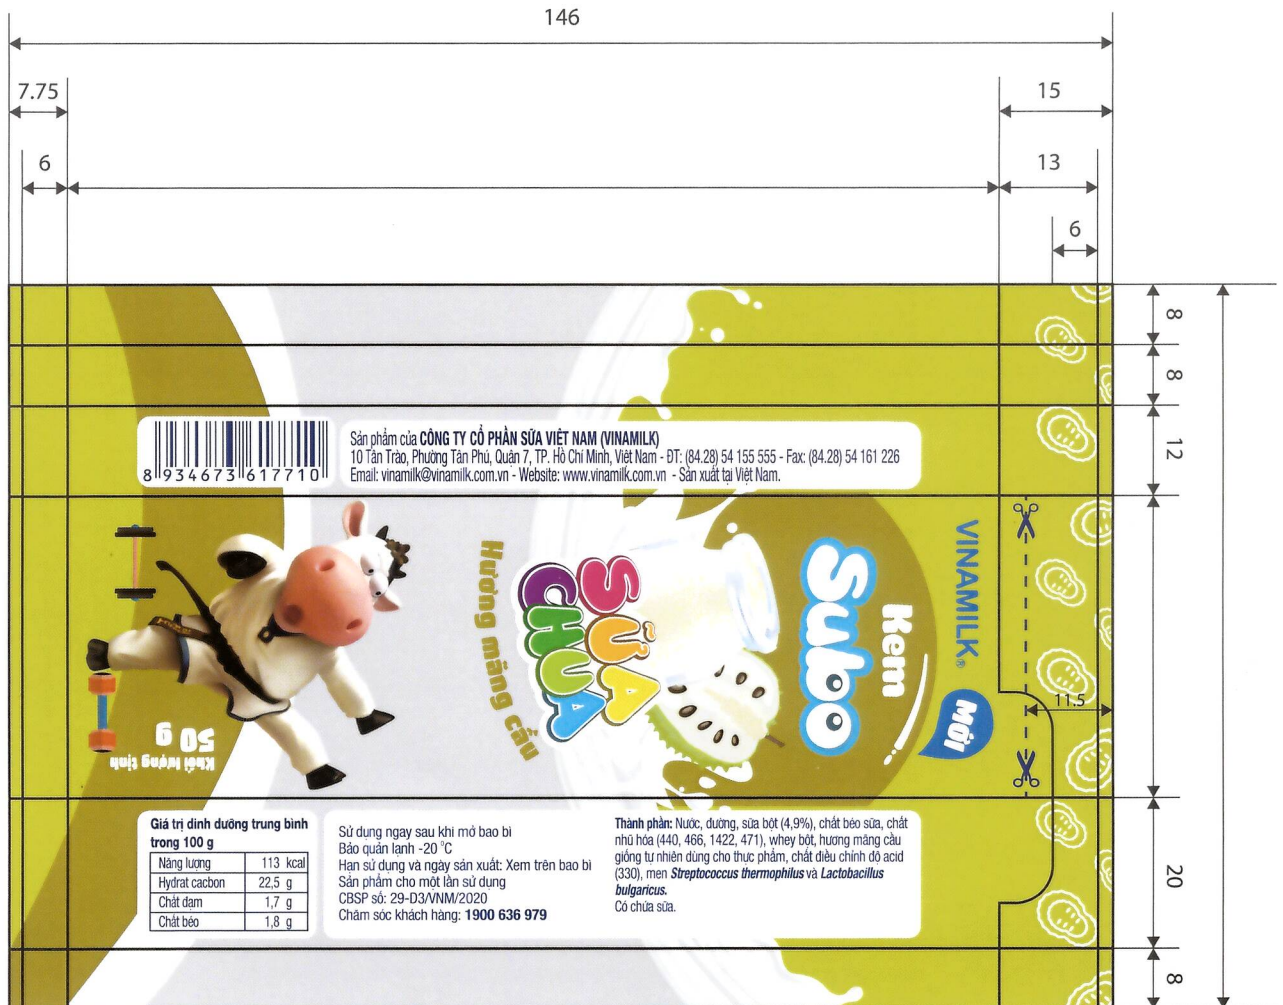 146
7.75
15
6
13
6
8
8
12
8 934673 617710
Sản phẩm của CÔNG TY CỔ PHẦN SỮA VIỆT NAM (VINAMILK)
10 Tân Trào, Phường Tân Phú, Quận 7, TP. Hồ Chí Minh, Việt Nam - ĐT: (84.28) 54 155 555 - Fax: (84.28) 54 161 226
Email: vinamilk@vinamilk.com.vn - Website: www.vinamilk.com.vn - Sản xuất tại Việt Nam.
VINAMILK®
MỚI
Kem
Subo
SỮA
CHUA
Hương mãng cầu
Khối lượng tịnh
50 g
11.5
Giá trị dinh dưỡng trung bình
trong 100 g
Năng lượng 113 kcal
Hydrat cacbon 22,5 g
Chất đạm 1,7 g
Chất béo 1,8 g
Sử dụng ngay sau khi mở bao bì
Bảo quản lạnh -20 °C
Hạn sử dụng và ngày sản xuất: Xem trên bao bì
Sản phẩm cho một lần sử dụng
CBSP số: 29-D3/VNM/2020
Chăm sóc khách hàng: 1900 636 979
Thành phần: Nước, đường, sữa bột (4,9%), chất béo sữa, chất
nhũ hóa (440, 466, 1422, 471), whey bột, hương mãng cầu
giống tự nhiên dùng cho thực phẩm, chất điều chỉnh độ acid
(330), men Streptococcus thermophilus và Lactobacillus
bulgaricus.
Có chứa sữa.
20
8